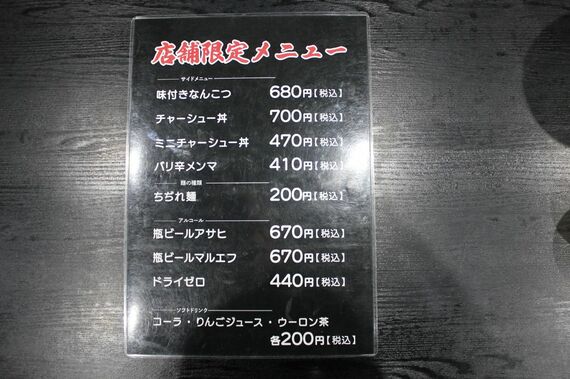 店舗限定メニュー
サイドメニュー
味付きなんこつ 680円【税込】
チャーシュー丼 700円【税込】
ミニチャーシュー丼 470円【税込】
バリ辛メンマ 410円【税込】
麺の種類
ちぢれ麺 200円【税込】
アルコール
瓶ビールアサヒ 670円【税込】
瓶ビールマルエフ 670円【税込】
ドライゼロ 440円【税込】
ソフトドリンク
コーラ・りんごジュース・ウーロン茶
各200円【税込】